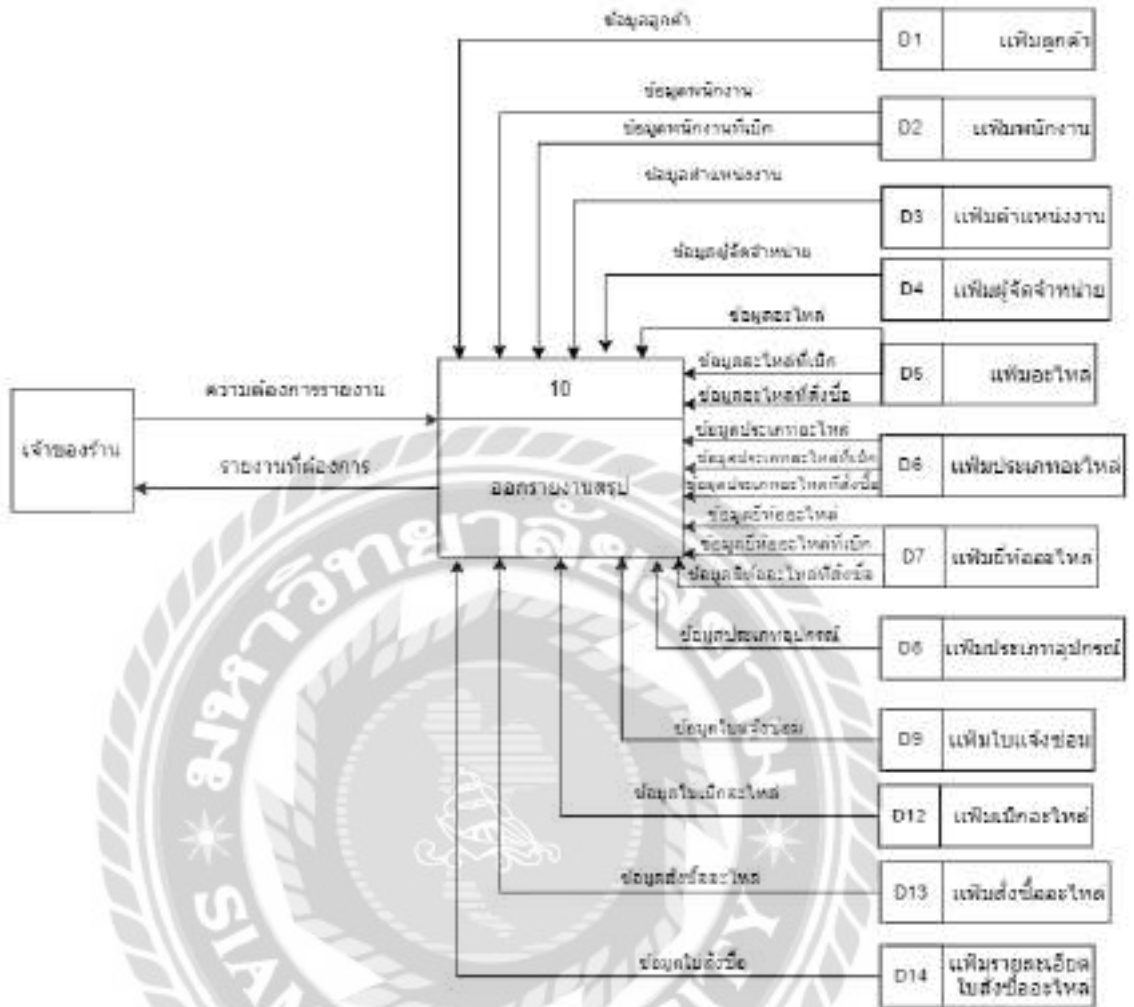 ข้อมูลลูกค้า
D1 แฟ้มลูกค้า
ข้อมูลพนักงาน
ข้อมูลพนักงานที่เบิก
D2 แฟ้มพนักงาน
ข้อมูลตำแหน่งงาน
D3 แฟ้มตำแหน่งงาน
ข้อมูลผู้จัดจำหน่าย
D4 แฟ้มผู้จัดจำหน่าย
ข้อมูลอะไหล่
ข้อมูลอะไหล่ที่เบิก
ข้อมูลอะไหล่ที่สั่งซื้อ
D5 แฟ้มอะไหล่
เจ้าของร้าน
ความต้องการรายงาน
รายงานที่ต้องการ
10
ออกรายงานสรุป
ข้อมูลประเภทอะไหล่
ข้อมูลประเภทอะไหล่ที่เบิก
ข้อมูลประเภทอะไหล่ที่สั่งซื้อ
D6 แฟ้มประเภทอะไหล่
ข้อมูลยี่ห้ออะไหล่
ข้อมูลยี่ห้ออะไหล่ที่เบิก
ข้อมูลยี่ห้ออะไหล่ที่สั่งซื้อ
D7 แฟ้มยี่ห้ออะไหล่
ข้อมูลประเภทอุปกรณ์
D8 แฟ้มประเภทอุปกรณ์
ข้อมูลใบแจ้งซ่อม
D9 แฟ้มใบแจ้งซ่อม
ข้อมูลใบเบิกอะไหล่
D12 แฟ้มเบิกอะไหล่
ข้อมูลสั่งซื้ออะไหล่
D13 แฟ้มสั่งซื้ออะไหล่
ข้อมูลใบสั่งซื้อ
D14 แฟ้มรายละเอียด
ใบสั่งซื้ออะไหล่
มหาวิทยาลัยสยาม